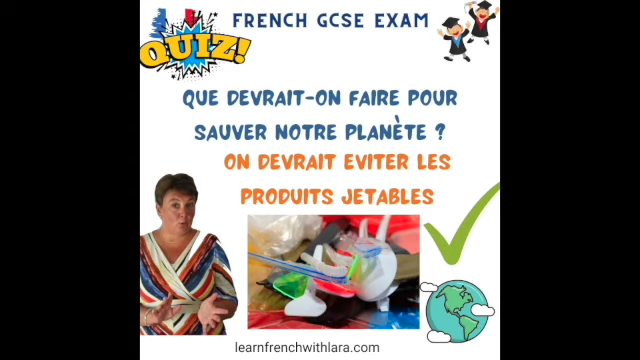 FRENCH GCSE EXAM
QUIZ!
QUE DEVRAIT-ON FAIRE POUR
SAUVER NOTRE PLANÈTE ?
ON DEVRAIT EVITER LES
PRODUITS JETABLES
learnfrenchwithlara.com